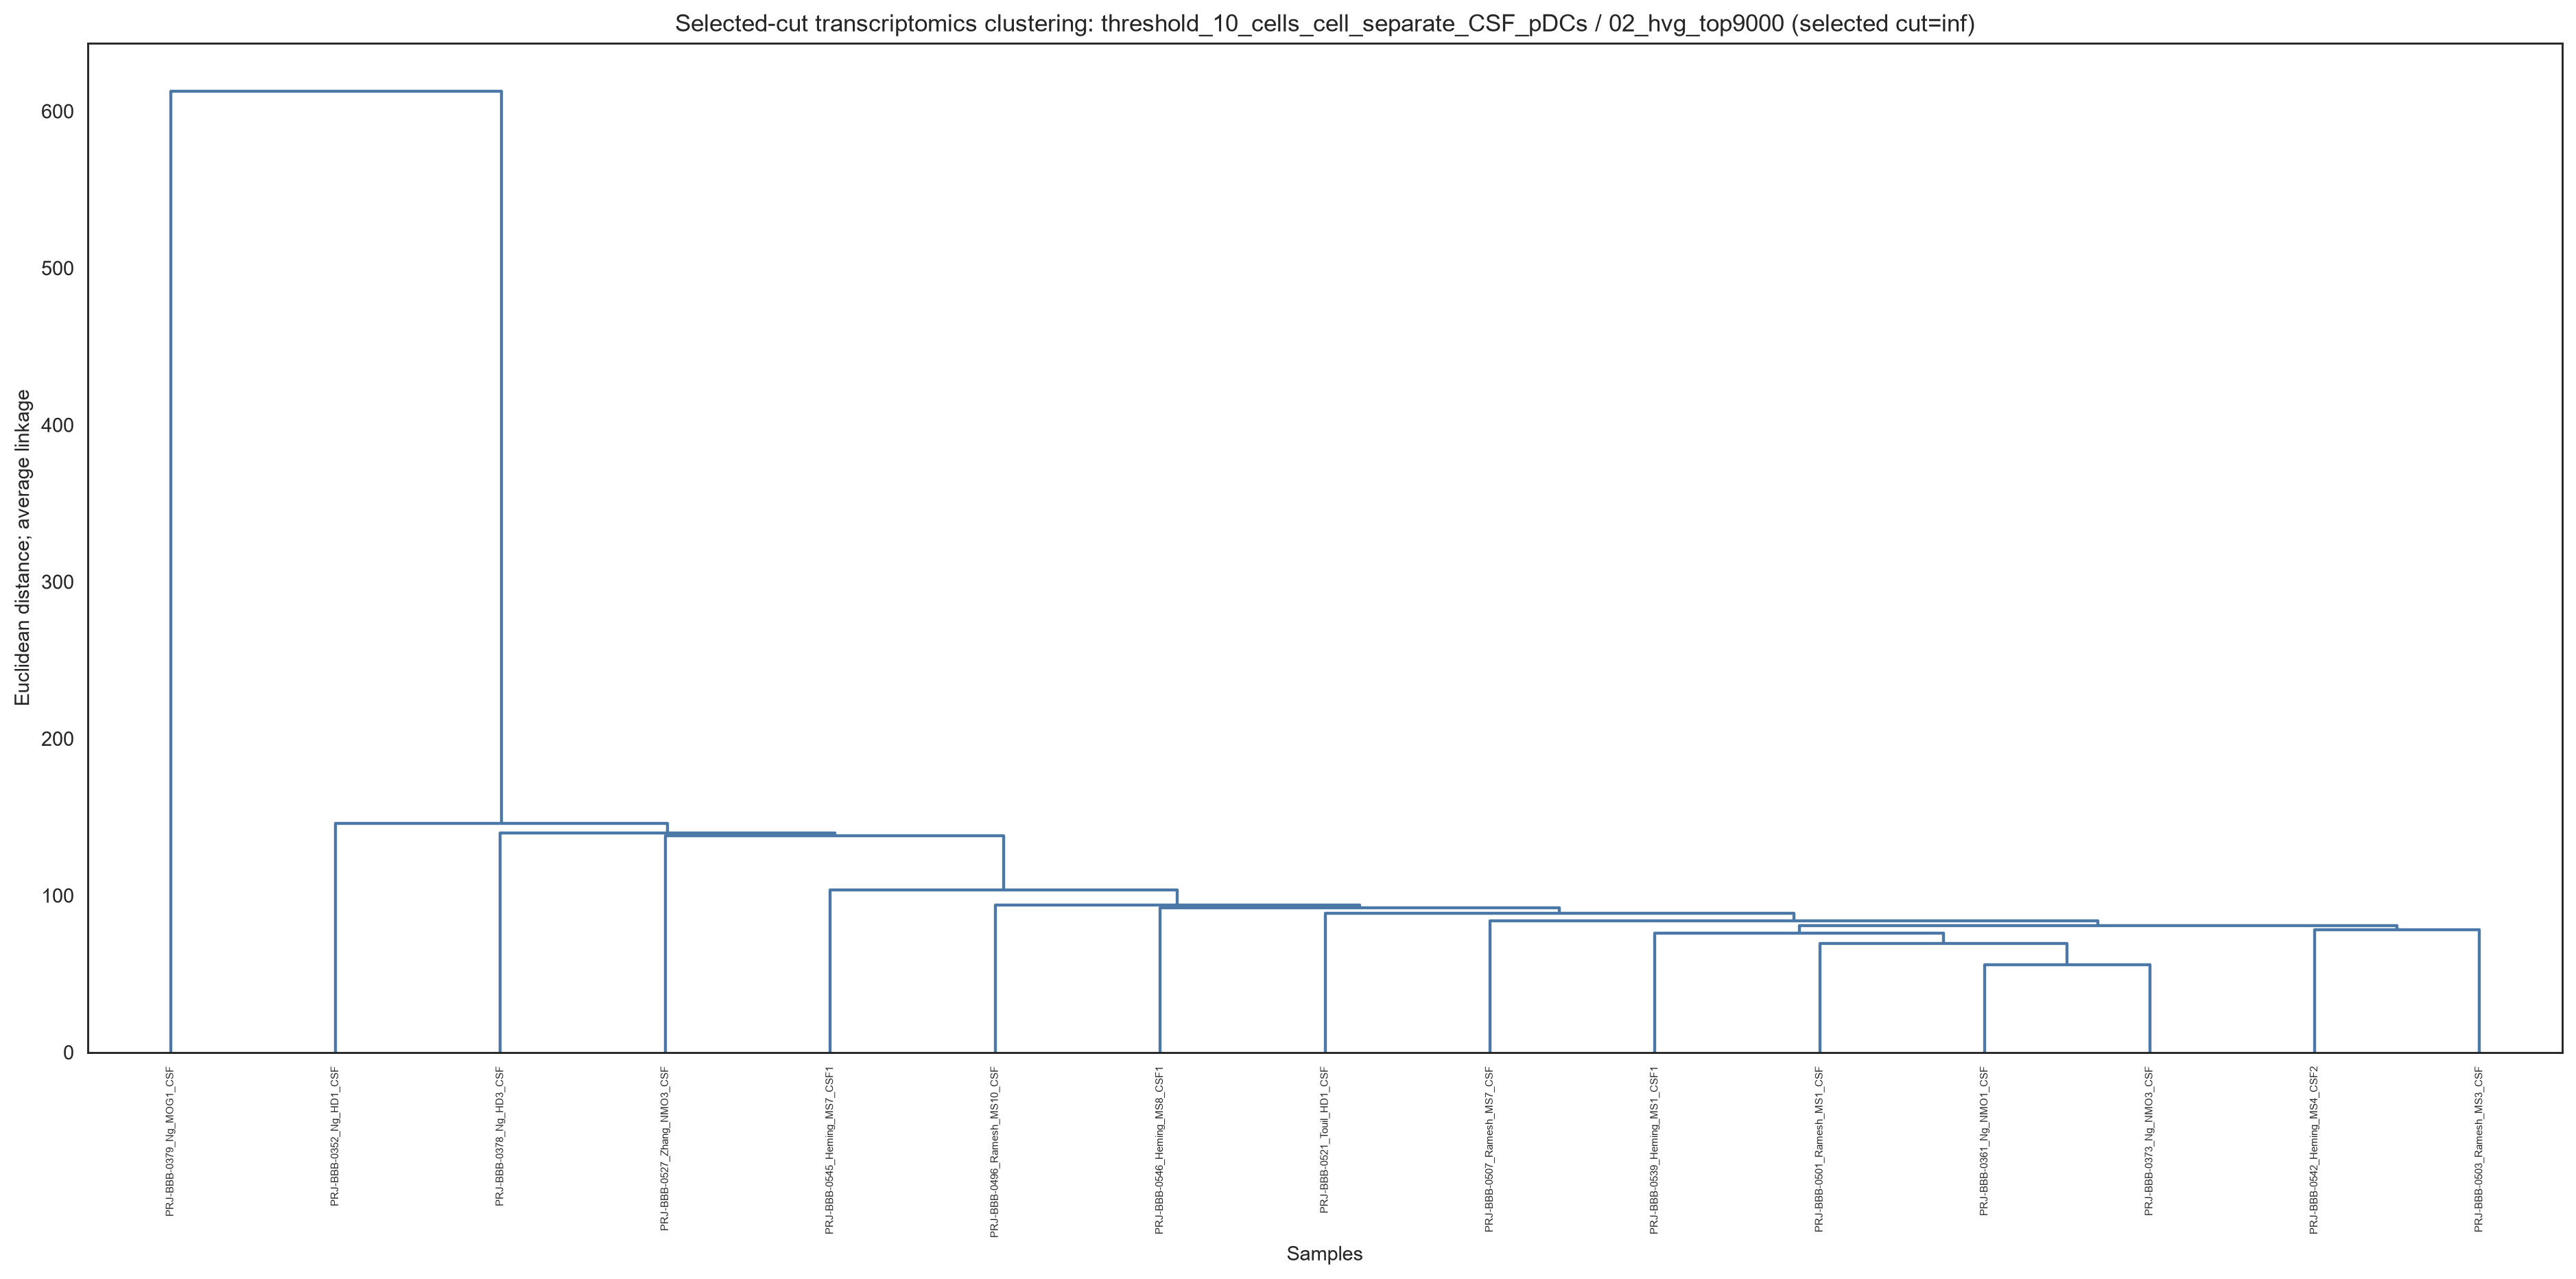 Selected-cut transcriptomics clustering: threshold_10_cells_cell_separate_CSF_pDCs / 02_hvg_top9000 (selected cut=inf)
Euclidean distance; average linkage
600
500
400
300
200
100
0
PRJ-BBB-0379_Ng_MOG1_CSF
PRJ-BBB-0352_Ng_HD1_CSF
PRJ-BBB-0378_Ng_HD3_CSF
PRJ-BBB-0527_Zhang_NMO3_CSF
PRJ-BBB-0545_Heming_MS7_CSF1
PRJ-BBB-0496_Ramesh_MS10_CSF
PRJ-BBB-0546_Heming_MS8_CSF1
PRJ-BBB-0521_Touil_HD1_CSF
PRJ-BBB-0507_Ramesh_MS7_CSF
PRJ-BBB-0539_Heming_MS1_CSF1
PRJ-BBB-0501_Ramesh_MS1_CSF
PRJ-BBB-0361_Ng_NMO1_CSF
PRJ-BBB-0373_Ng_NMO3_CSF
PRJ-BBB-0542_Heming_MS4_CSF2
PRJ-BBB-0503_Ramesh_MS3_CSF
Samples